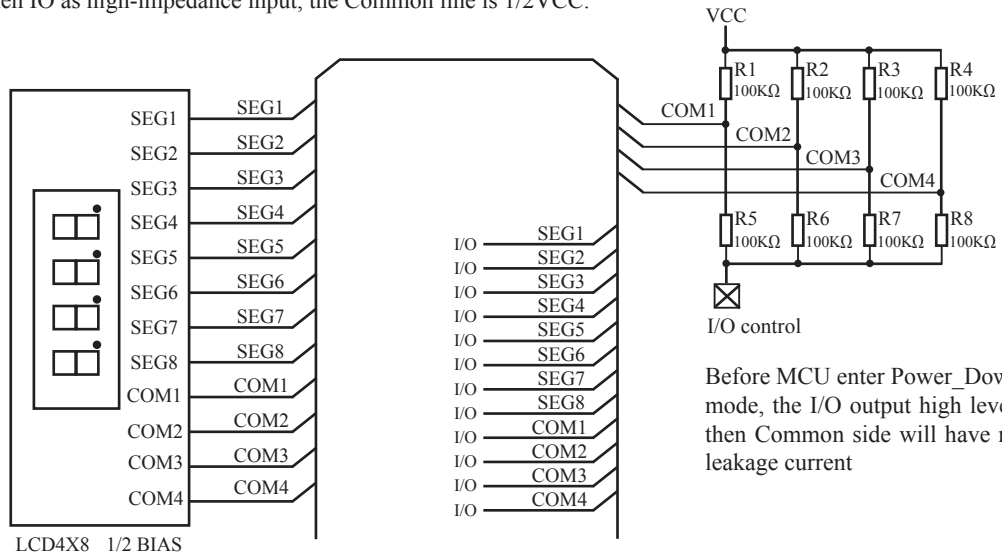 IO as high-impedance input, the Common line is 1/2VCC.
SEG1
SEG2
SEG3
SEG4
SEG5
SEG6
SEG7
SEG8
COM1
COM2
COM3
COM4
LCD4X8 1/2 BIAS
SEG1
SEG2
SEG3
SEG4
SEG5
SEG6
SEG7
SEG8
COM1
COM2
COM3
COM4
I/O SEG1
I/O SEG2
I/O SEG3
I/O SEG4
I/O SEG5
I/O SEG6
I/O SEG7
I/O SEG8
I/O COM1
I/O COM2
I/O COM3
I/O COM4
COM1
COM2
COM3
COM4
VCC
R1 R2 R3 R4
100KΩ 100KΩ 100KΩ 100KΩ
R5 R6 R7 R8
100KΩ 100KΩ 100KΩ 100KΩ
I/O control
Before MCU enter
mode, the I/O output high
then Common side will have
leakage current